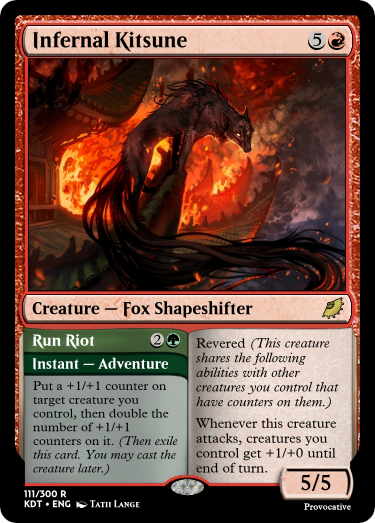 Infernal Kitsune 5
Creature — Fox Shapeshifter
Run Riot 2
Instant — Adventure
Put a +1/+1 counter on
target creature you
control, then double the
number of +1/+1
counters on it. (Then exile
this card. You may cast the
creature later.)
Revered (This creature
shares the following
abilities with other
creatures you control that
have counters on them.)
Whenever this creature
attacks, creatures you
control get +1/+0 until
end of turn.
5/5
111/300 R
KDT • ENG Tatii Lange
Provocative